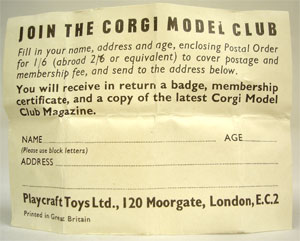 JOIN THE CORGI MODEL CLUB
Fill in your name, address and age, enclosing Postal Order
for 1/6 (abroad 2/6 or equivalent) to cover postage and
membership fee, and send to the address below.
You will receive in return a badge, membership
certificate, and a copy of the latest Corgi Model
Club Magazine.
NAME AGE
(Please use block letters)
ADDRESS
Playcraft Toys Ltd., 120 Moorgate, London, E.C.2
Printed in Great Britain